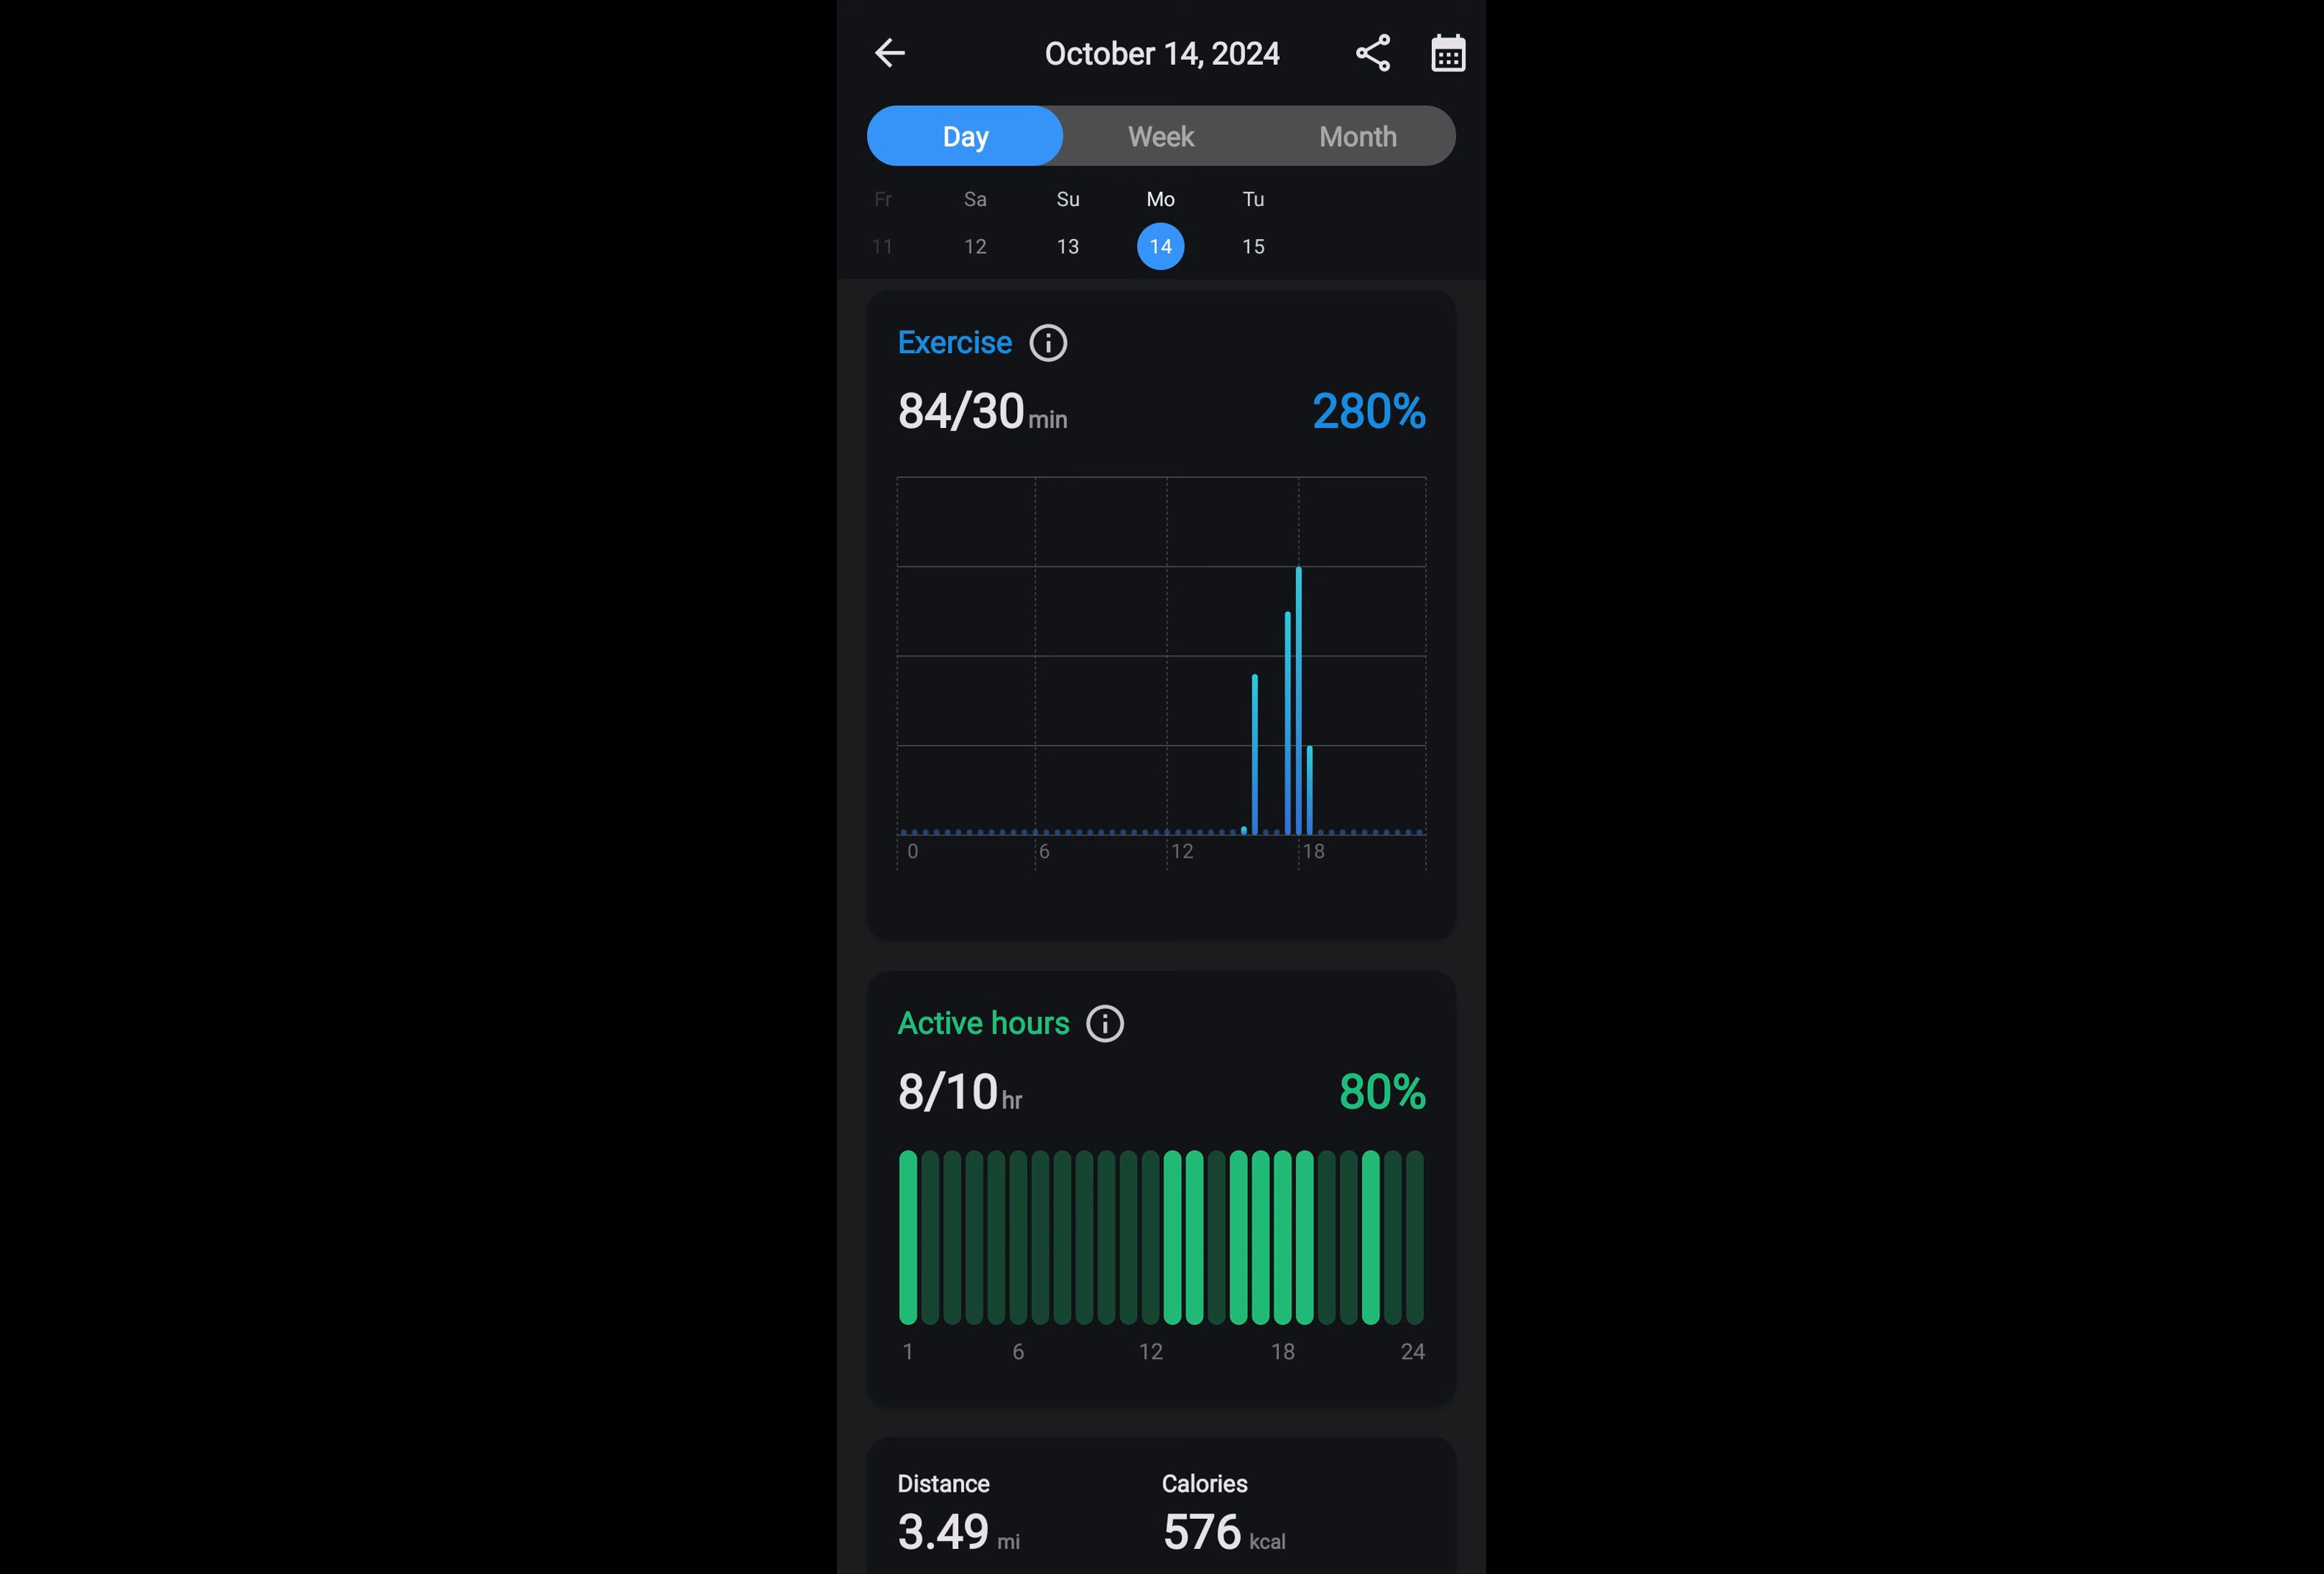 October 14, 2024
Day Week Month
Fr Sa Su Mo Tu
11 12 13 14 15
Exercise
84/30 min 280%
0 6 12 18
Active hours
8/10 hr 80%
1 6 12 18 24
Distance Calories
3.49 mi 576 kcal